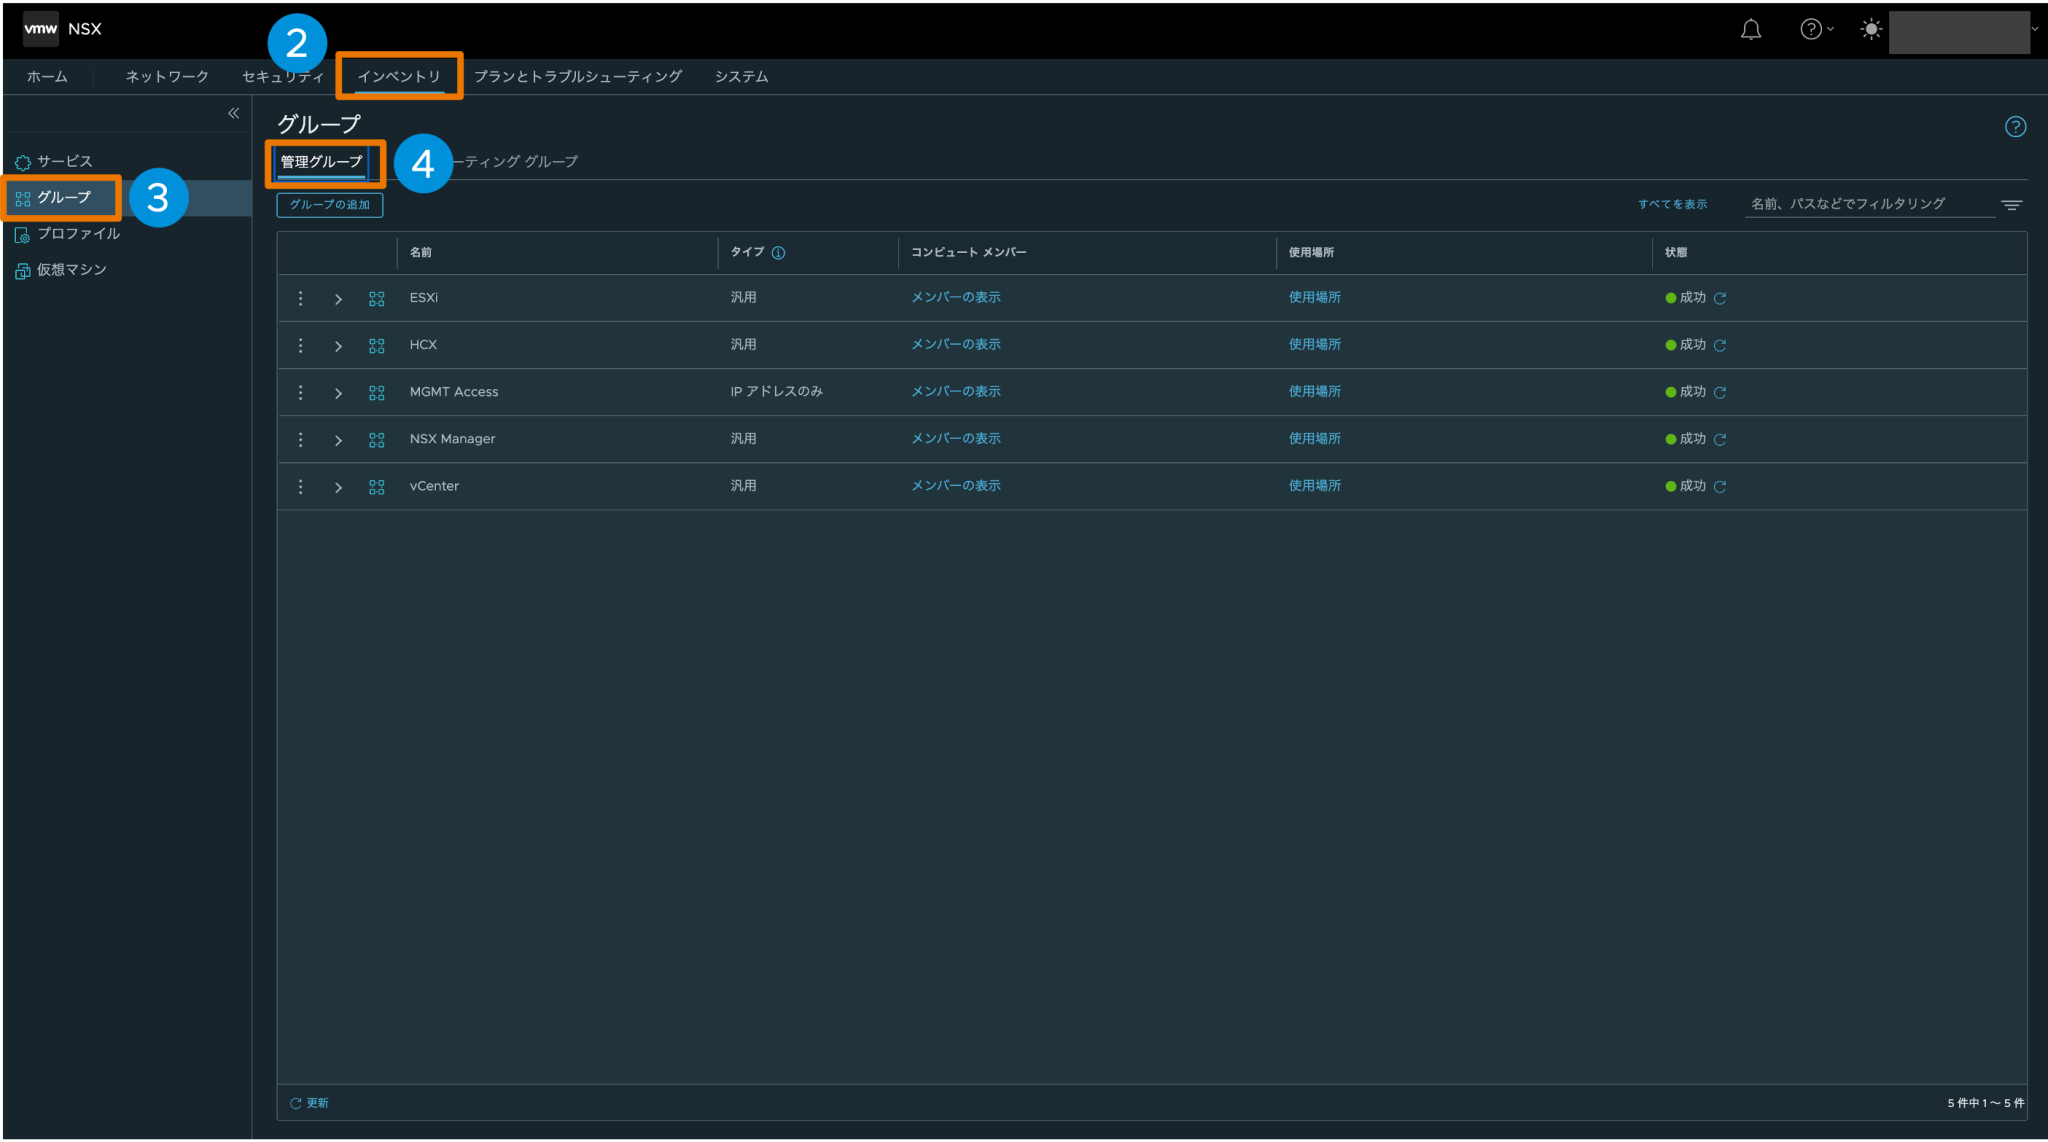 vmw NSX
2
ホーム ネットワーク セキュリティ インベントリ プランとトラブルシューティング システム
グループ
管理グループ 4 ーティング グループ
サービス
グループ 3
プロファイル
仮想マシン
グループの追加 すべてを表示 名前、パスなどでフィルタリング
名前 タイプ コンピュート メンバー 使用場所 状態
ESXi 汎用 メンバーの表示 使用場所 成功
HCX 汎用 メンバーの表示 使用場所 成功
MGMT Access IP アドレスのみ メンバーの表示 使用場所 成功
NSX Manager 汎用 メンバーの表示 使用場所 成功
vCenter 汎用 メンバーの表示 使用場所 成功
更新 5 件中 1 ～ 5 件